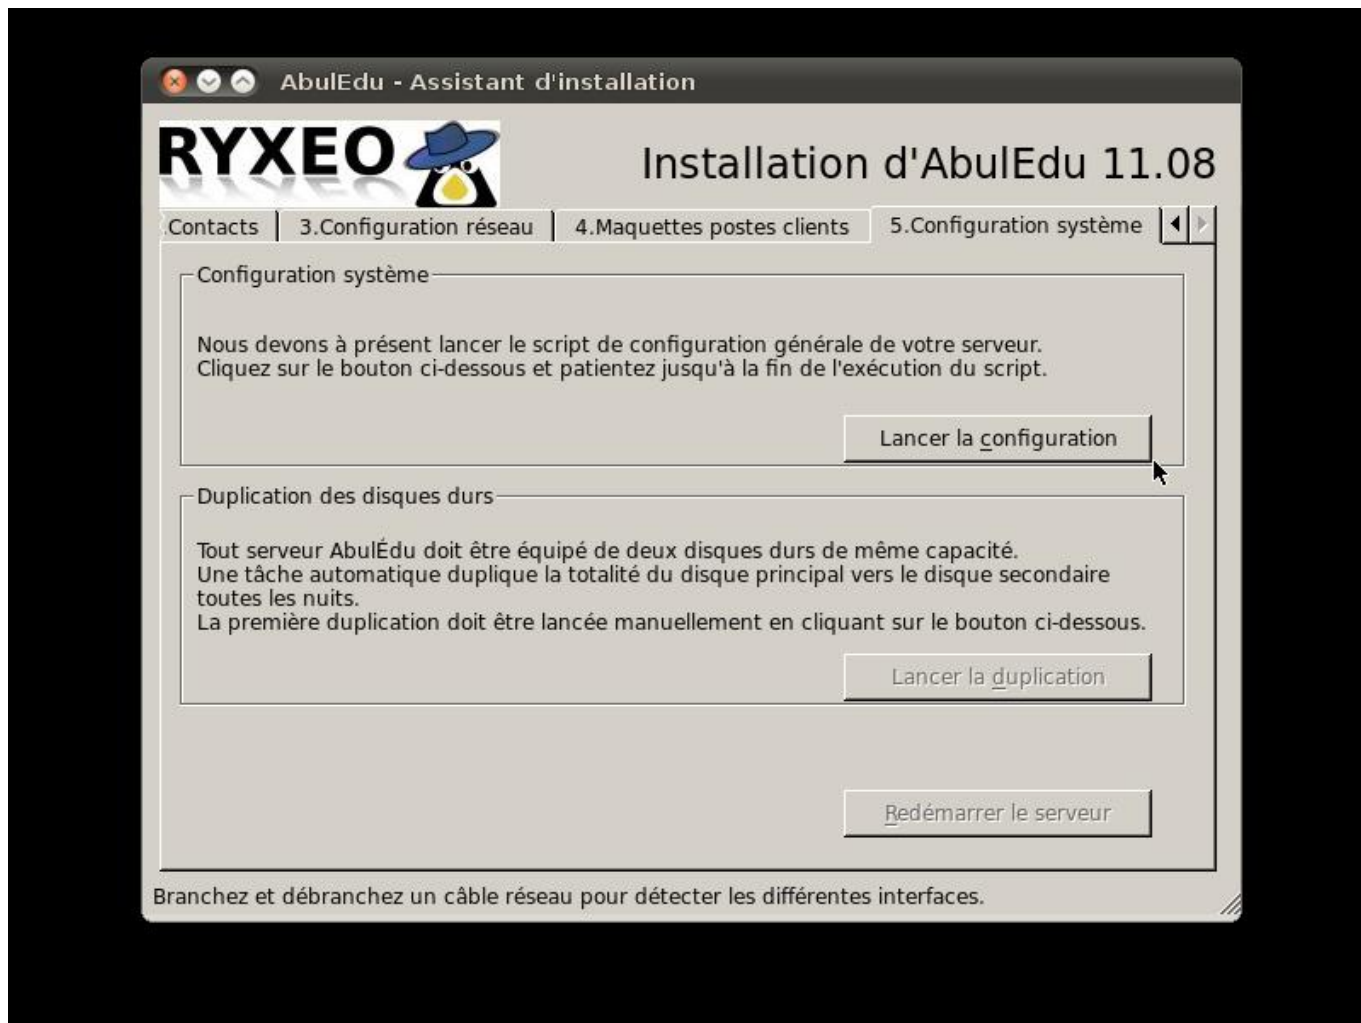 AbulEdu - Assistant d'installation
RYXEO
Installation d'AbulEdu 11.08
.Contacts
3.Configuration réseau
4.Maquettes postes clients
5.Configuration système
Configuration système
Nous devons à présent lancer le script de configuration générale de votre serveur.
Cliquez sur le bouton ci-dessous et patientez jusqu'à la fin de l'exécution du script.
Lancer la configuration
Duplication des disques durs
Tout serveur AbulÉdu doit être équipé de deux disques durs de même capacité.
Une tâche automatique duplique la totalité du disque principal vers le disque secondaire
toutes les nuits.
La première duplication doit être lancée manuellement en cliquant sur le bouton ci-dessous.
Lancer la duplication
Redémarrer le serveur
Branchez et débranchez un câble réseau pour détecter les différentes interfaces.